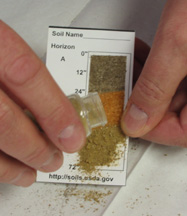 Soil Name
Horizon
A
0"
12"
24"
72"
http://soils.usda.gov